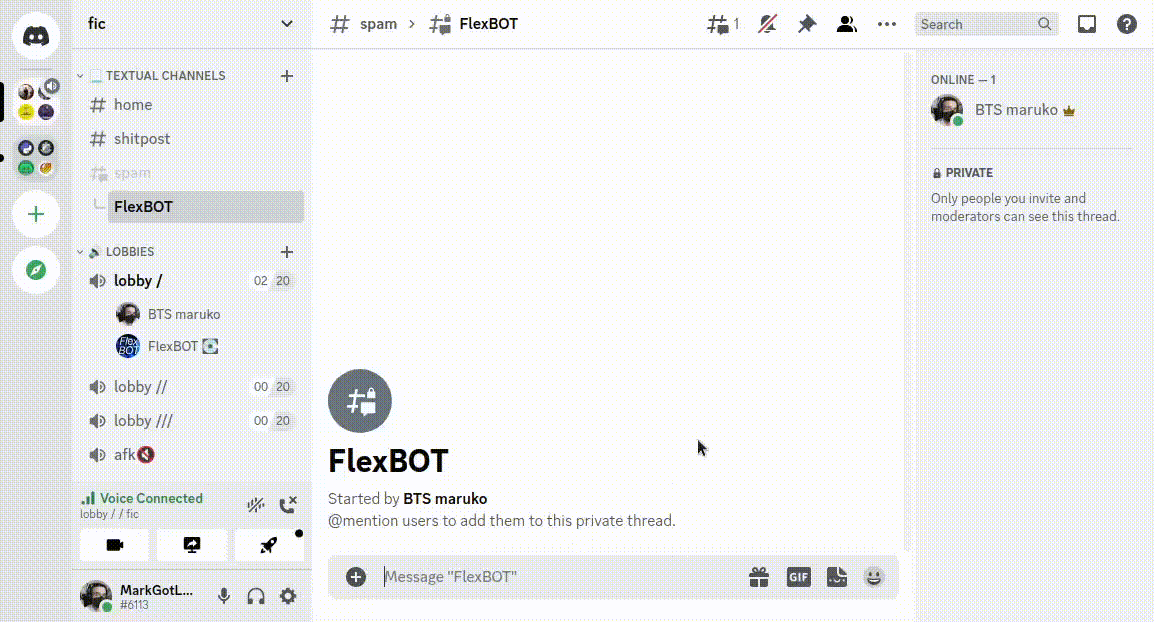 fic
TEXTUAL CHANNELS
home
shitpost
spam
FlexBOT
LOBBIES
lobby / 02 20
BTS maruko
FlexBOT
lobby // 00 20
lobby /// 00 20
afk
Voice Connected
lobby / / fic
MarkGotL...
#6113
spam > FlexBOT
1
Search
FlexBOT
Started by BTS maruko
@mention users to add them to this private thread.
Message "FlexBOT"
GIF
ONLINE — 1
BTS maruko
PRIVATE
Only people you invite and
moderators can see this thread.